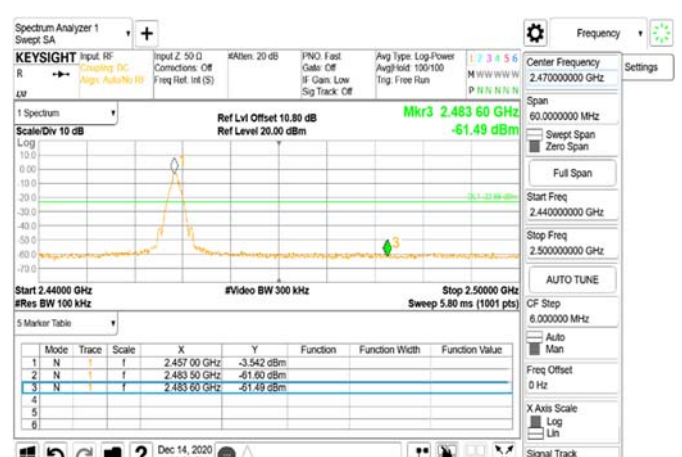 Spectrum Analyzer 1
Swept SA
+
Frequency
KEYSIGHT
R
LXI
Input: RF
Coupling: DC
Align: Auto/No RF
Input Z: 50 Ω
Corrections: Off
Freq Ref: Int (S)
#Atten: 20 dB
PNO: Fast
Gate: Off
IF Gain: Low
Sig Track: Off
Avg Type: Log-Power
Avg|Hold: 100/100
Trig: Free Run
1 2 3 4 5 6
M W W W W W
P N N N N N
Settings
1 Spectrum
Scale/Div 10 dB
Ref Lvl Offset 10.80 dB
Ref Level 20.00 dBm
Mkr3 2.483 60 GHz
-61.49 dBm
Log
10.0
0.00
-10.0
-20.0
-30.0
-40.0
-50.0
-60.0
-70.0
1
3
Start 2.44000 GHz
#Res BW 100 kHz
#Video BW 300 kHz
Stop 2.50000 GHz
Sweep 5.80 ms (1001 pts)
5 Marker Table
Mode Trace Scale X Y Function Function Width Function Value
1 N 1 f 2.457 00 GHz -3.542 dBm
2 N 1 f 2.483 50 GHz -61.60 dBm
3 N 1 f 2.483 60 GHz -61.49 dBm
4
5
6
Dec 14, 2020
Center Frequency
2.470000000 GHz
Span
60.0000000 MHz
Swept Span
Zero Span
Full Span
Start Freq
2.440000000 GHz
Stop Freq
2.500000000 GHz
AUTO TUNE
CF Step
6.000000 MHz
Auto
Man
Freq Offset
0 Hz
X Axis Scale
Log
Lin
Signal Track